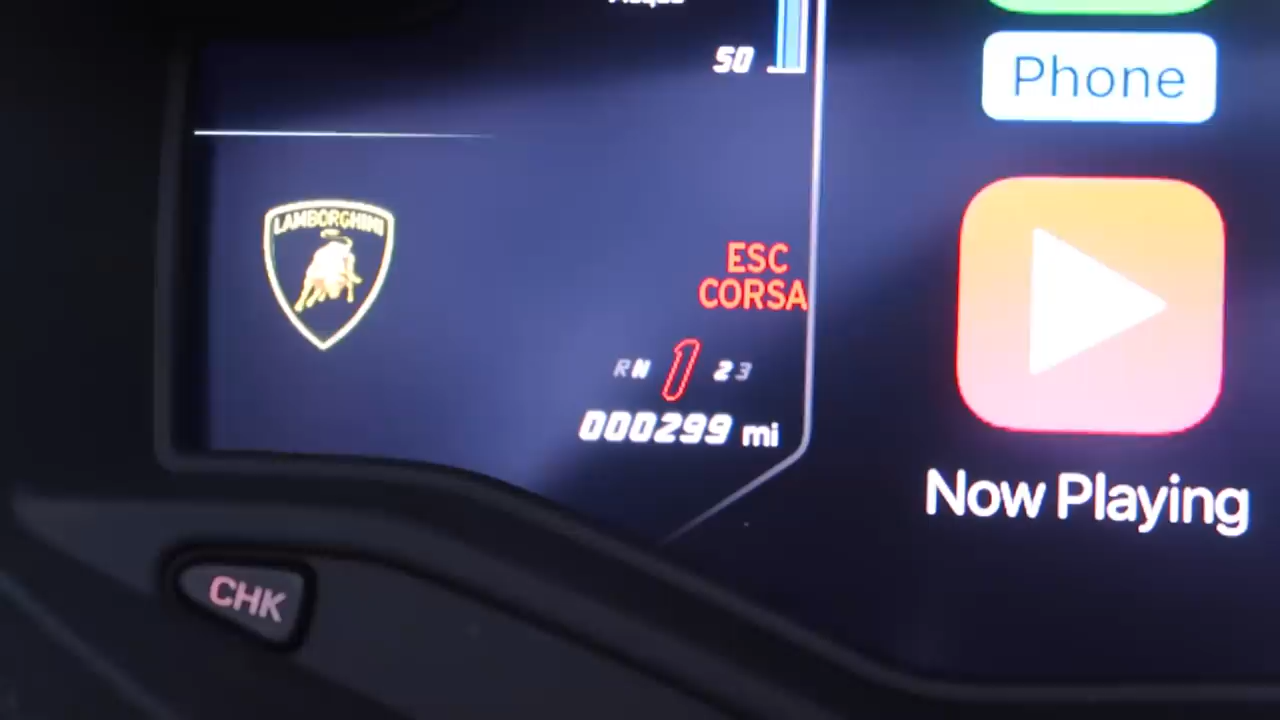 50
Phone
LAMBORGHINI
ESC
CORSA
R N 1 2 3
000299 mi
Now Playing
CHK